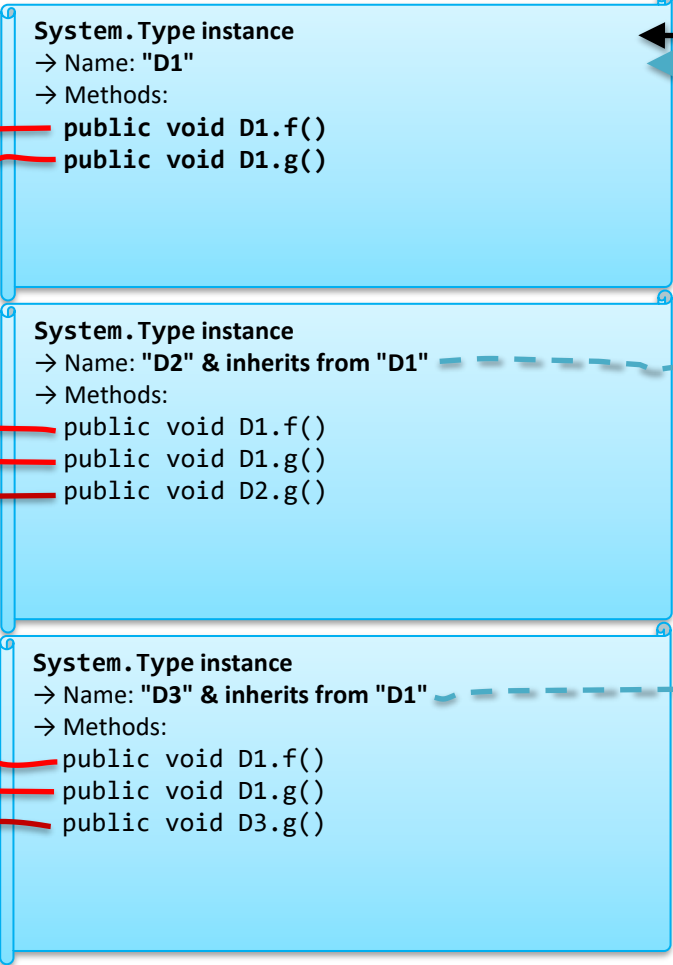 System.Type instance
→ Name: "D1"
→ Methods:
public void D1.f()
public void D1.g()
System.Type instance
→ Name: "D2" & inherits from "D1"
→ Methods:
public void D1.f()
public void D1.g()
public void D2.g()
System.Type instance
→ Name: "D3" & inherits from "D1"
→ Methods:
public void D1.f()
public void D1.g()
public void D3.g()